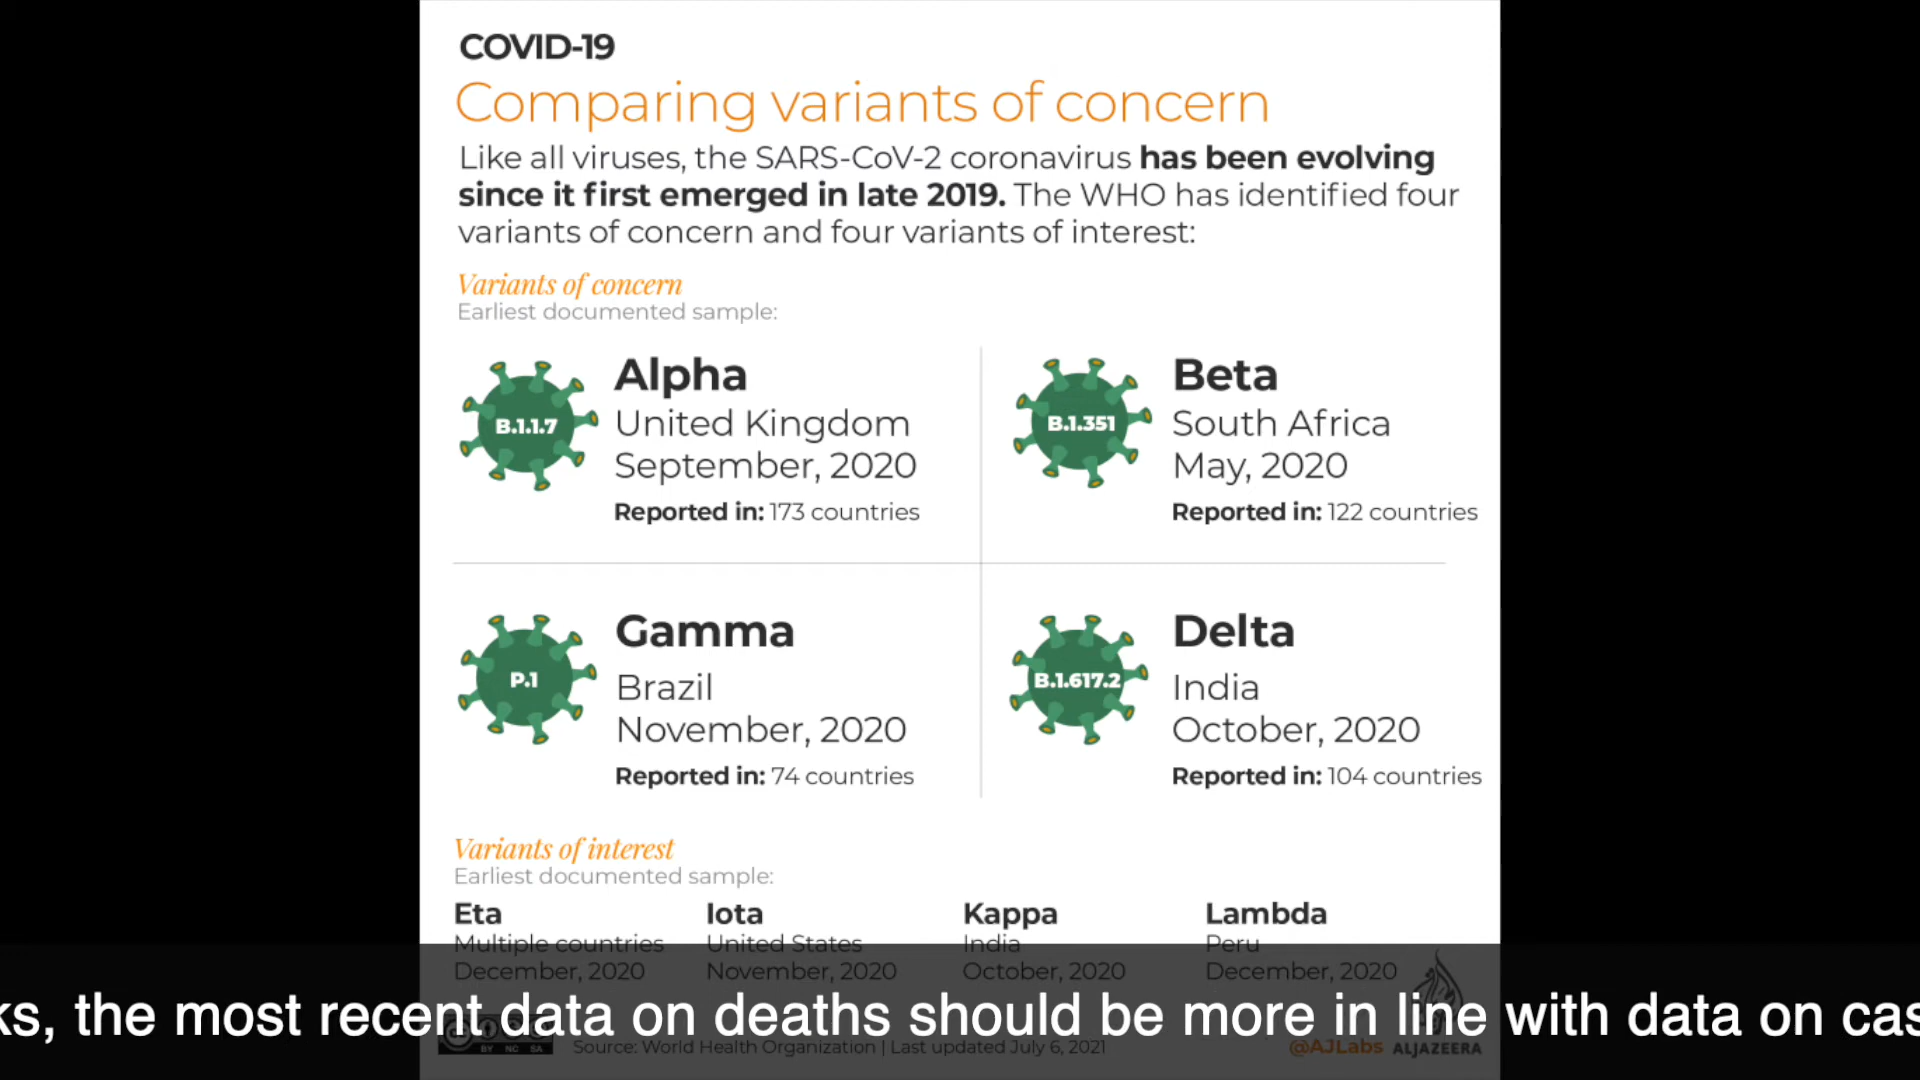 COVID-19
Comparing variants of concern
Like all viruses, the SARS-CoV-2 coronavirus has been evolving
since it first emerged in late 2019. The WHO has identified four
variants of concern and four variants of interest:
Variants of concern
Earliest documented sample:
B.1.1.7
Alpha
United Kingdom
September, 2020
Reported in: 173 countries
B.1.351
Beta
South Africa
May, 2020
Reported in: 122 countries
P.1
Gamma
Brazil
November, 2020
Reported in: 74 countries
B.1.617.2
Delta
India
October, 2020
Reported in: 104 countries
Variants of interest
Earliest documented sample:
Eta
Multiple countries
December, 2020
Iota
United States
November, 2020
Kappa
India
October, 2020
Lambda
Peru
December, 2020
the most recent data on deaths should be more in line with data on
BY NC SA
Source: World Health Organization | Last updated July 6, 2021
@AJLabs ALJAZEERA